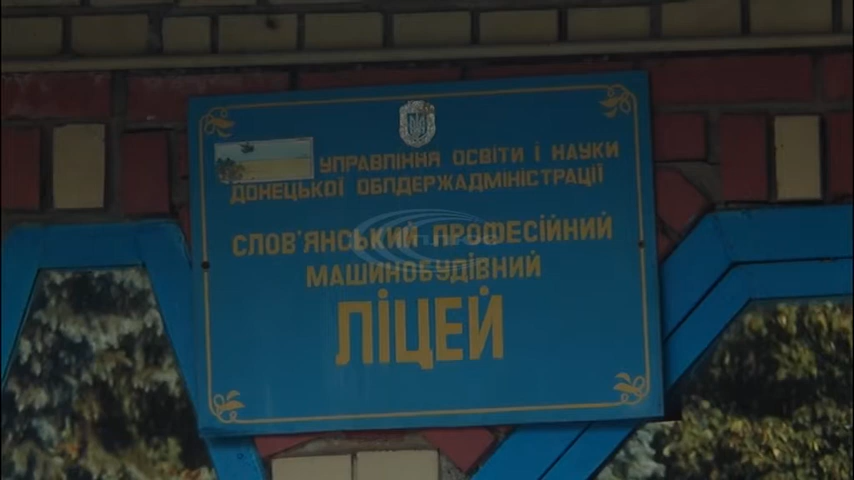 УПРАВЛІННЯ ОСВІТИ І НАУКИ
ДОНЕЦЬКОЇ ОБЛДЕРЖАДМІНІСТРАЦІЇ
СЛОВ'ЯНСЬКИЙ ПРОФЕСІЙНИЙ
МАШИНОБУДІВНИЙ
ЛІЦЕЙ